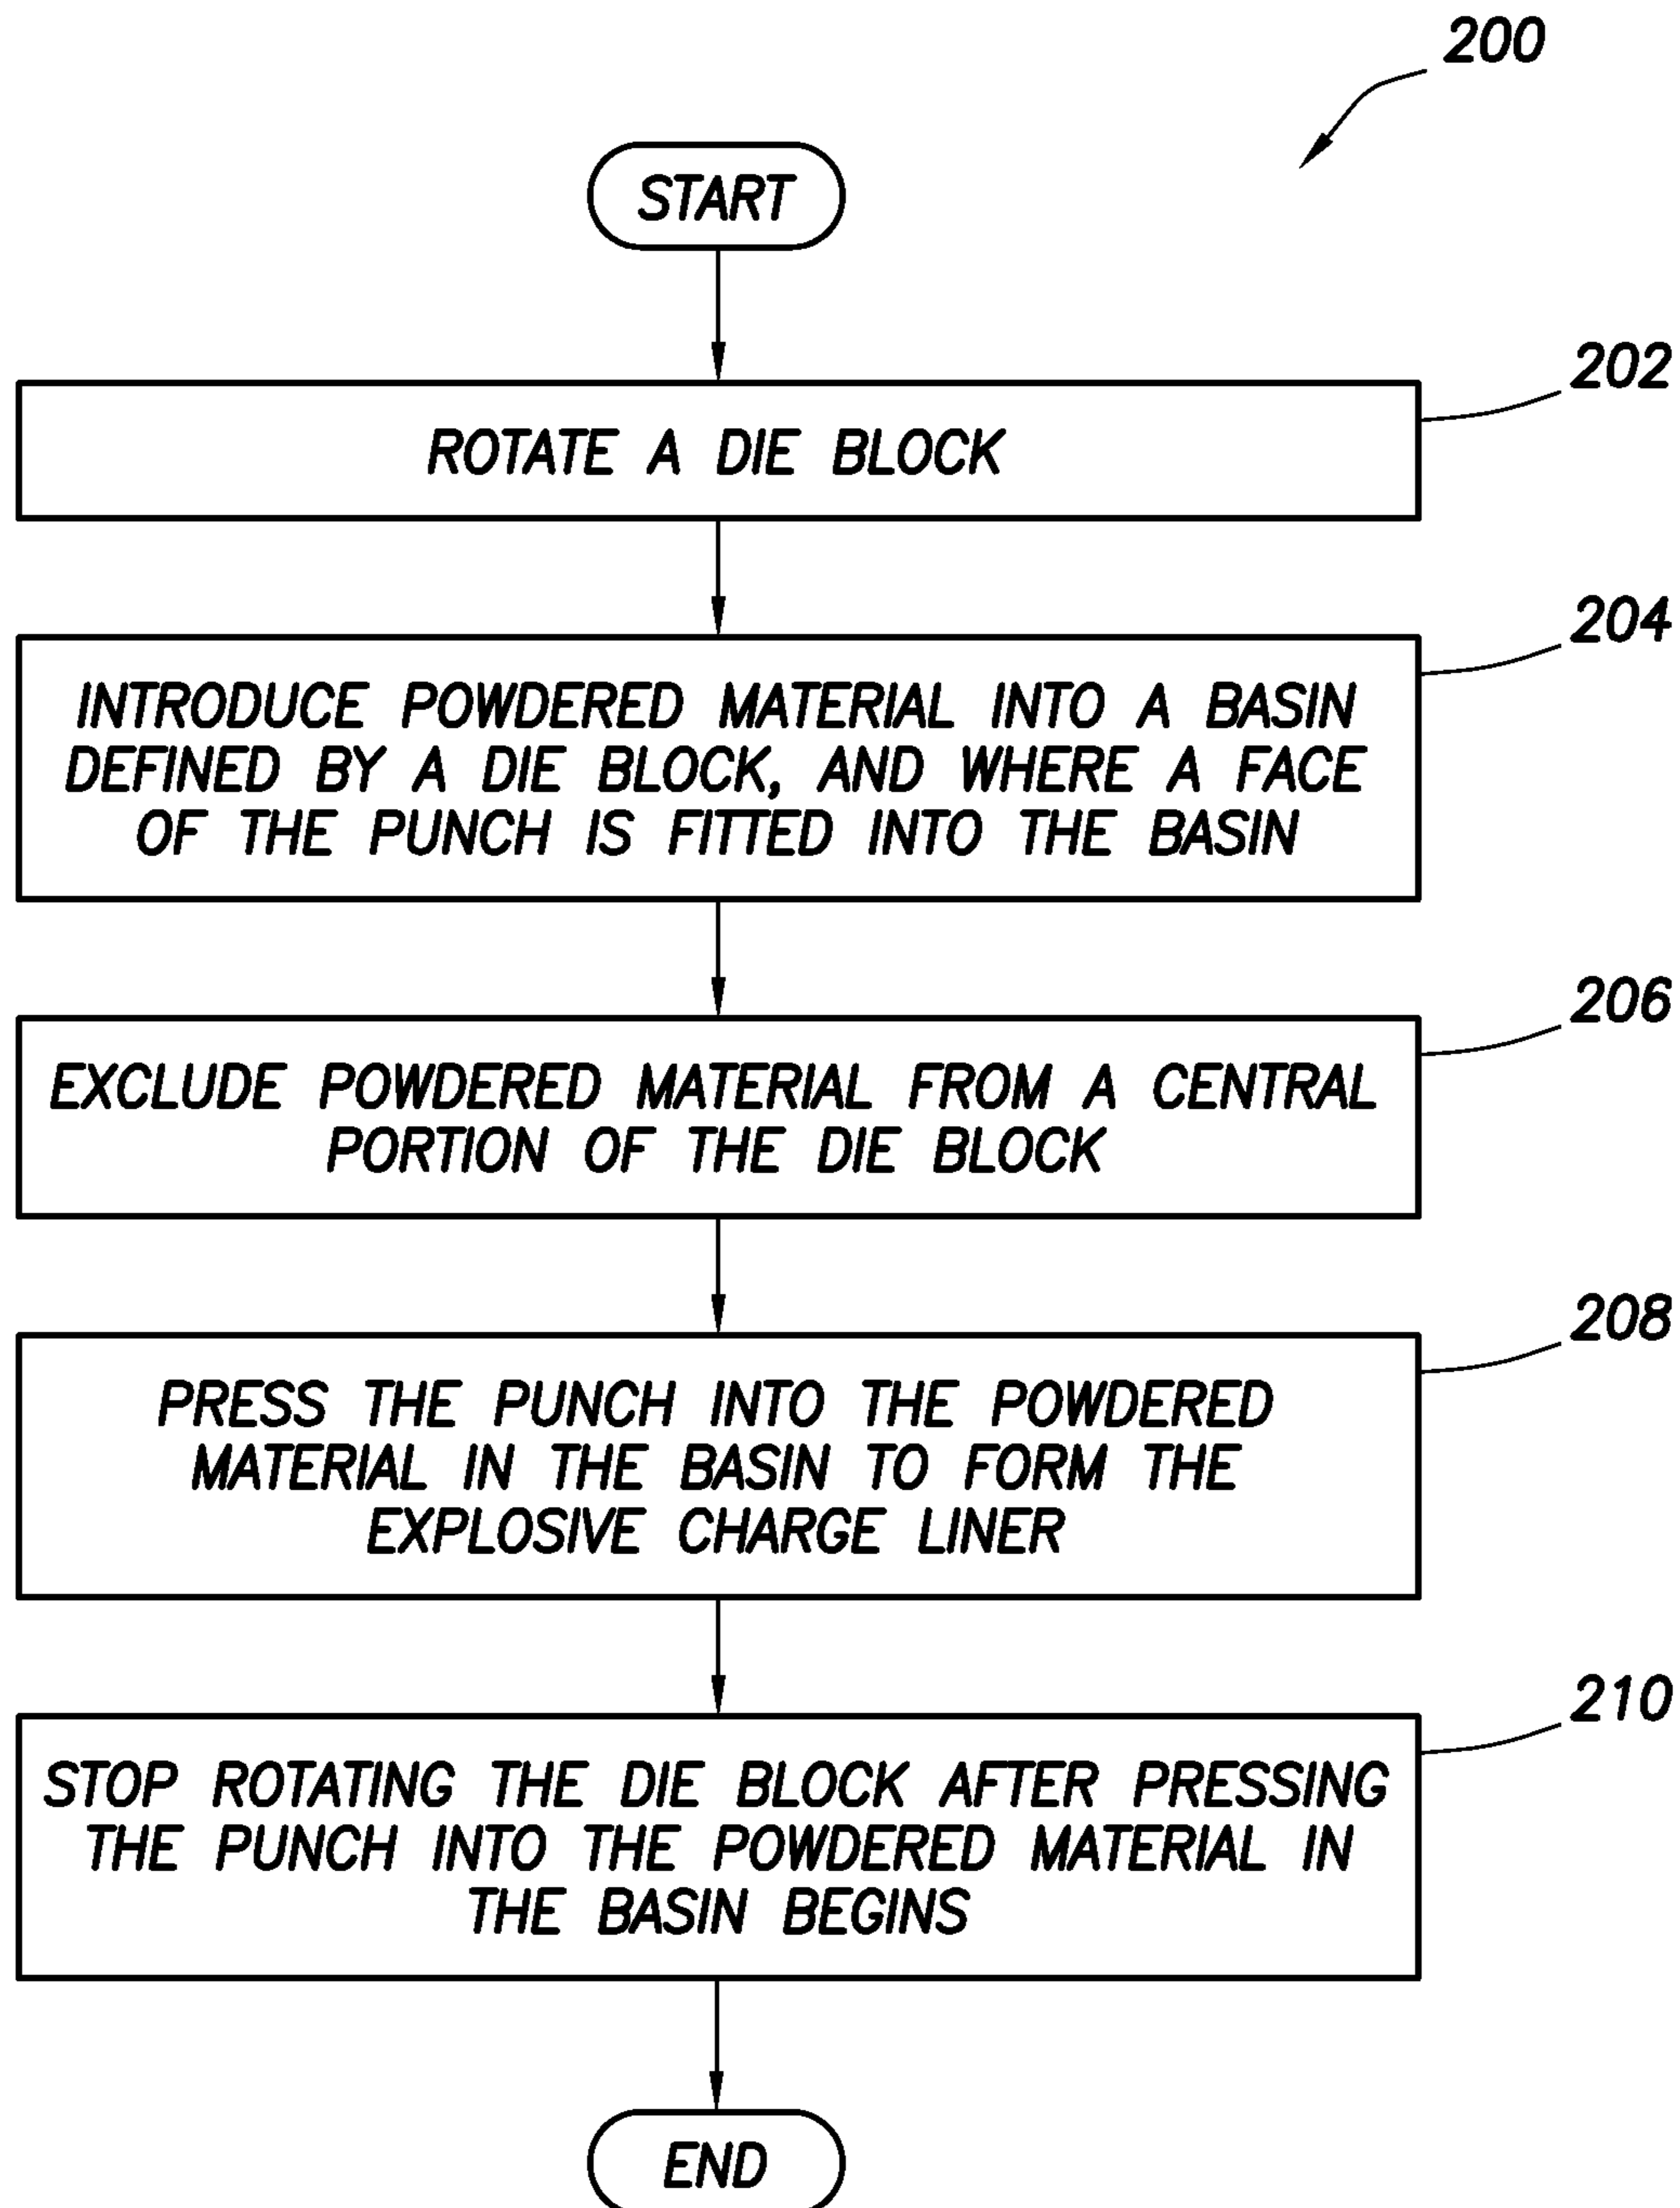 200
START
202
ROTATE A DIE BLOCK
204
INTRODUCE POWDERED MATERIAL INTO A BASIN
DEFINED BY A DIE BLOCK, AND WHERE A FACE
OF THE PUNCH IS FITTED INTO THE BASIN
206
EXCLUDE POWDERED MATERIAL FROM A CENTRAL
PORTION OF THE DIE BLOCK
208
PRESS THE PUNCH INTO THE POWDERED
MATERIAL IN THE BASIN TO FORM THE
EXPLOSIVE CHARGE LINER
210
STOP ROTATING THE DIE BLOCK AFTER PRESSING
THE PUNCH INTO THE POWDERED MATERIAL IN
THE BASIN BEGINS
END